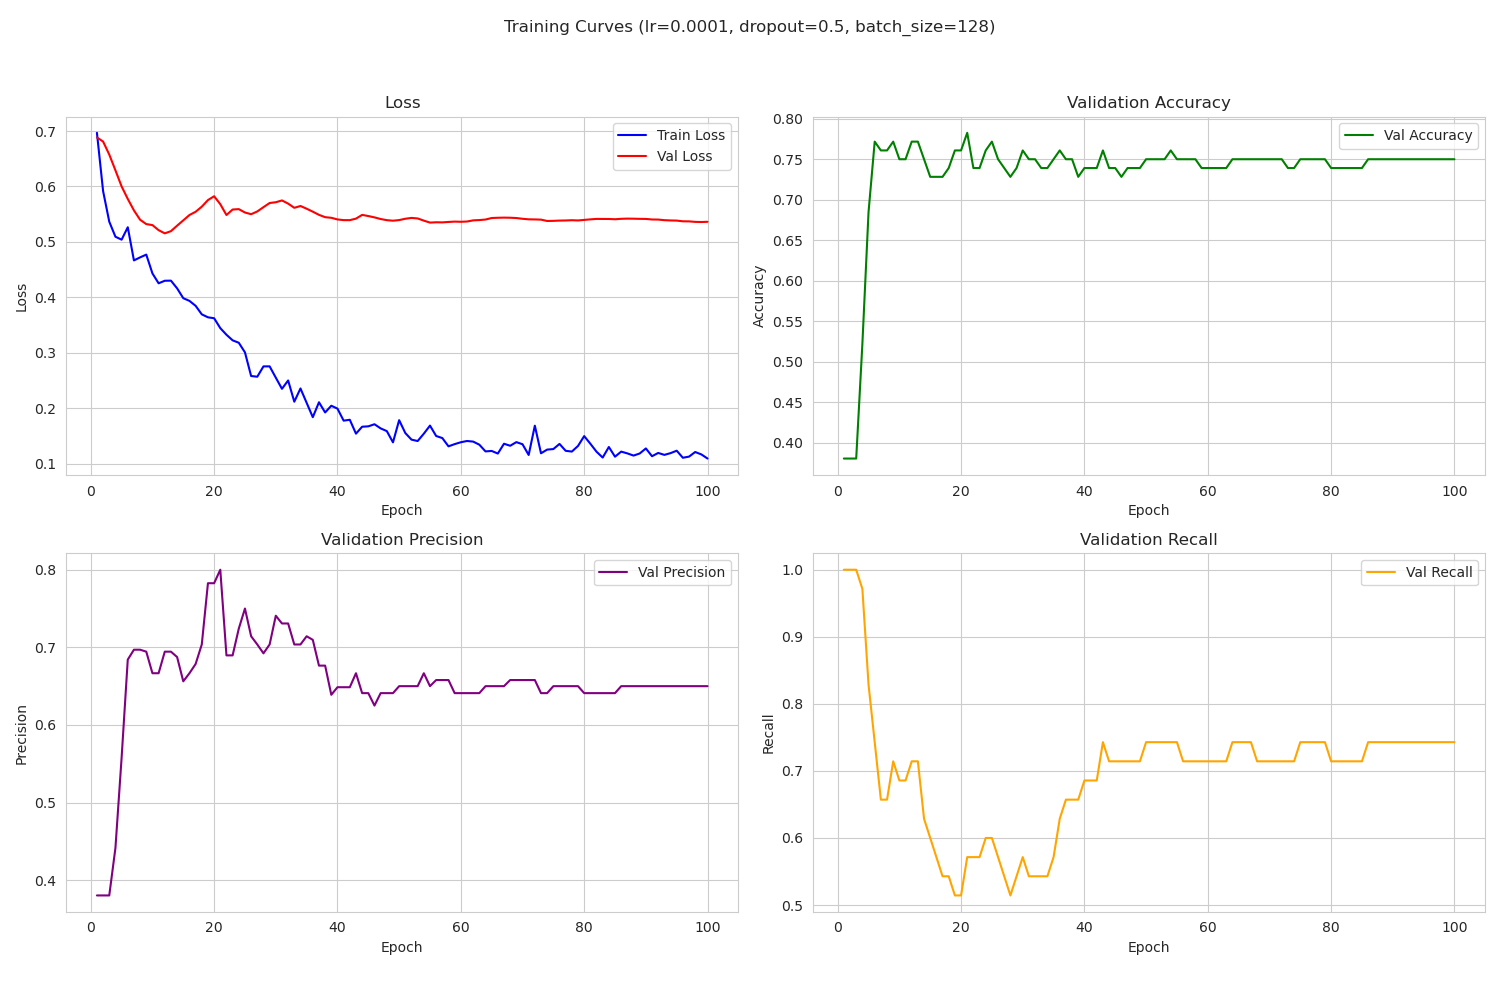 Training Curves (lr=0.0001, dropout=0.5, batch_size=128)
Loss
Train Loss
Val Loss
0.7
0.6
0.5
0.4
0.3
0.2
0.1
Loss
0 20 40 60 80 100
Epoch
Validation Accuracy
Val Accuracy
0.80
0.75
0.70
0.65
0.60
0.55
0.50
0.45
0.40
Accuracy
0 20 40 60 80 100
Epoch
Validation Precision
Val Precision
0.8
0.7
0.6
0.5
0.4
Precision
0 20 40 60 80 100
Epoch
Validation Recall
Val Recall
1.0
0.9
0.8
0.7
0.6
0.5
Recall
0 20 40 60 80 100
Epoch